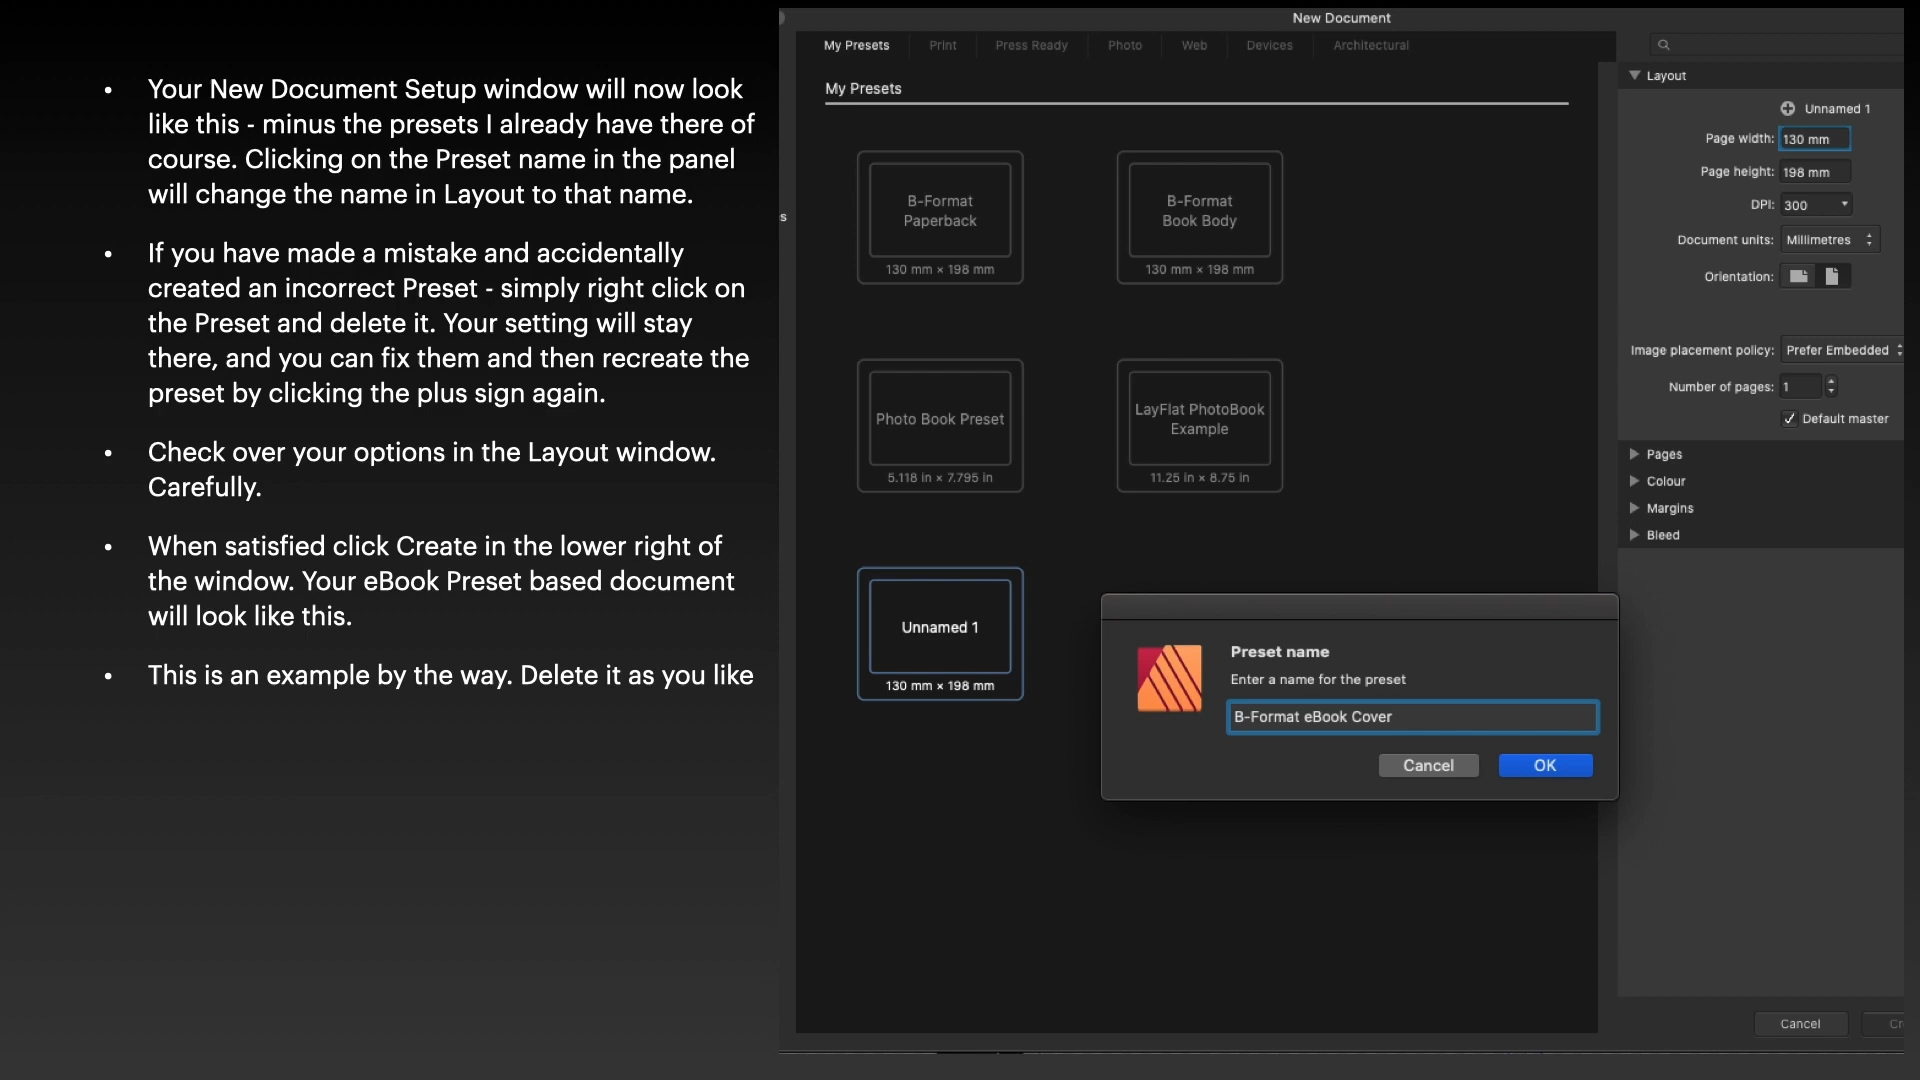 • Your New Document Setup window will now look
like this - minus the presets I already have there of
course. Clicking on the Preset name in the panel
will change the name in Layout to that name.
• If you have made a mistake and accidentally
created an incorrect Preset - simply right click on
the Preset and delete it. Your setting will stay
there, and you can fix them and then recreate the
preset by clicking the plus sign again.
• Check over your options in the Layout window.
Carefully.
• When satisfied click Create in the lower right of
the window. Your eBook Preset based document
will look like this.
• This is an example by the way. Delete it as you like
New Document
My Presets
Print
Press Ready
Photo
Web
Devices
Architectural
My Presets
s
B-Format
Paperback
130 mm × 198 mm
B-Format
Book Body
130 mm × 198 mm
Photo Book Preset
5.118 in × 7.795 in
LayFlat PhotoBook
Example
11.25 in × 8.75 in
Unnamed 1
130 mm × 198 mm
Preset name
Enter a name for the preset
B-Format eBook Cover
Cancel
OK
Layout
Unnamed 1
Page width: 130 mm
Page height: 198 mm
DPI: 300
Document units: Millimetres
Orientation:
Image placement policy: Prefer Embedded
Number of pages: 1
Default master
Pages
Colour
Margins
Bleed
Cancel
Cr